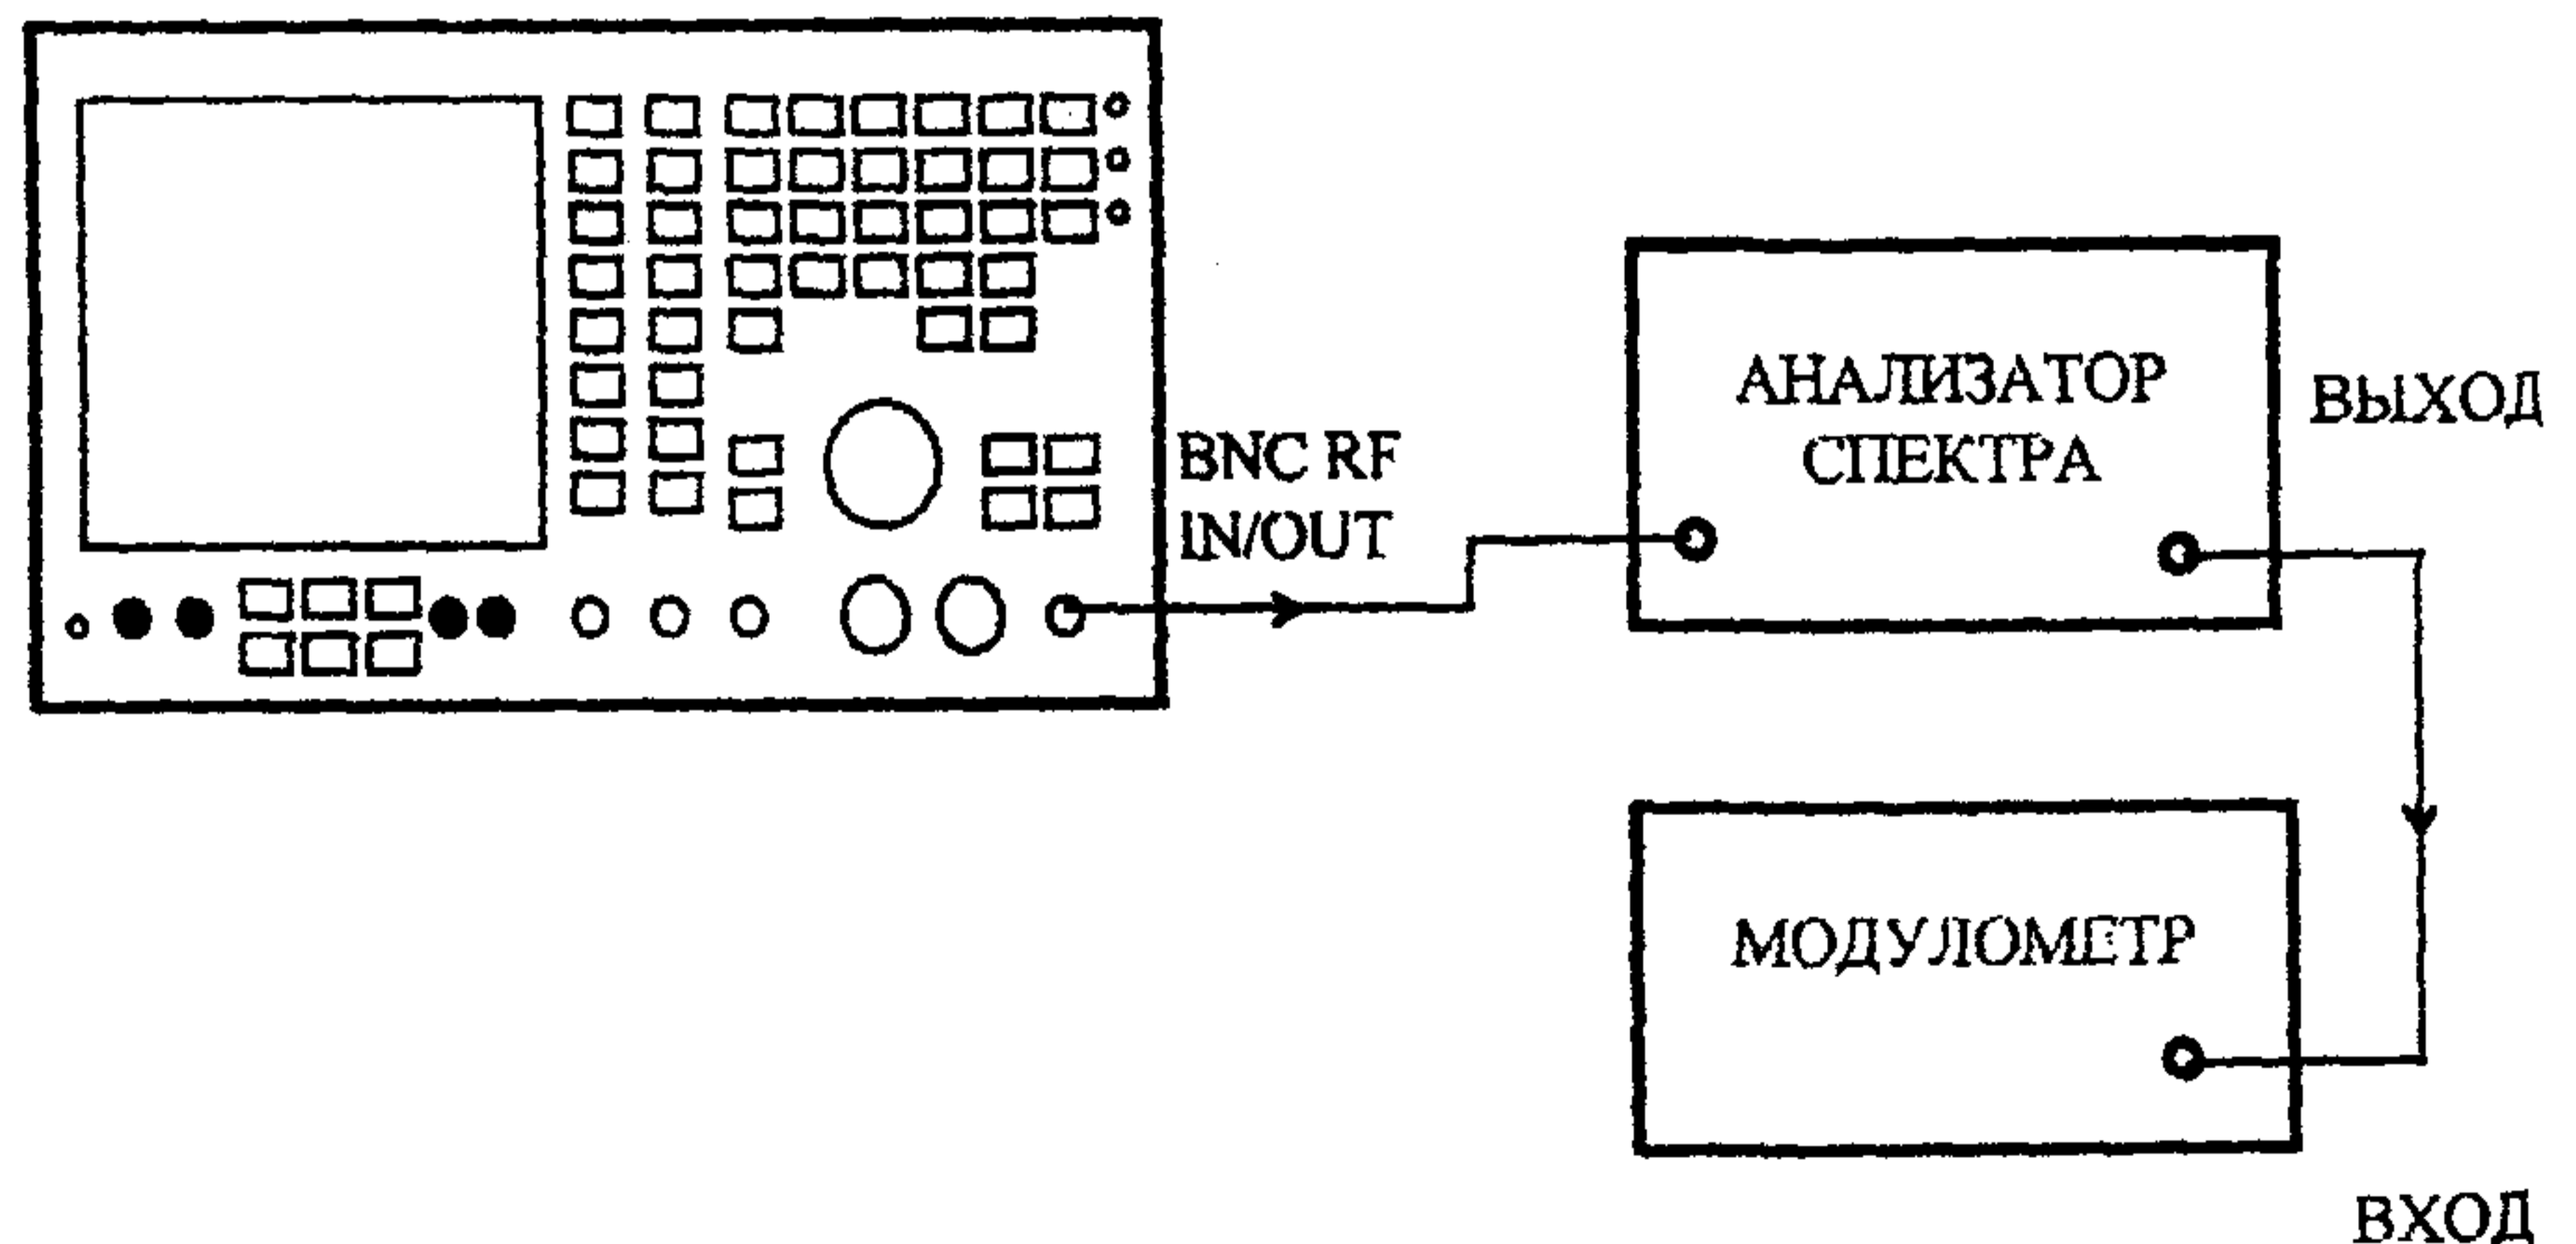 BNC RF
IN/OUT
АНАЛИЗАТОР
СПЕКТРА
ВЫХОД
МОДУЛОМЕТР
ВХОД